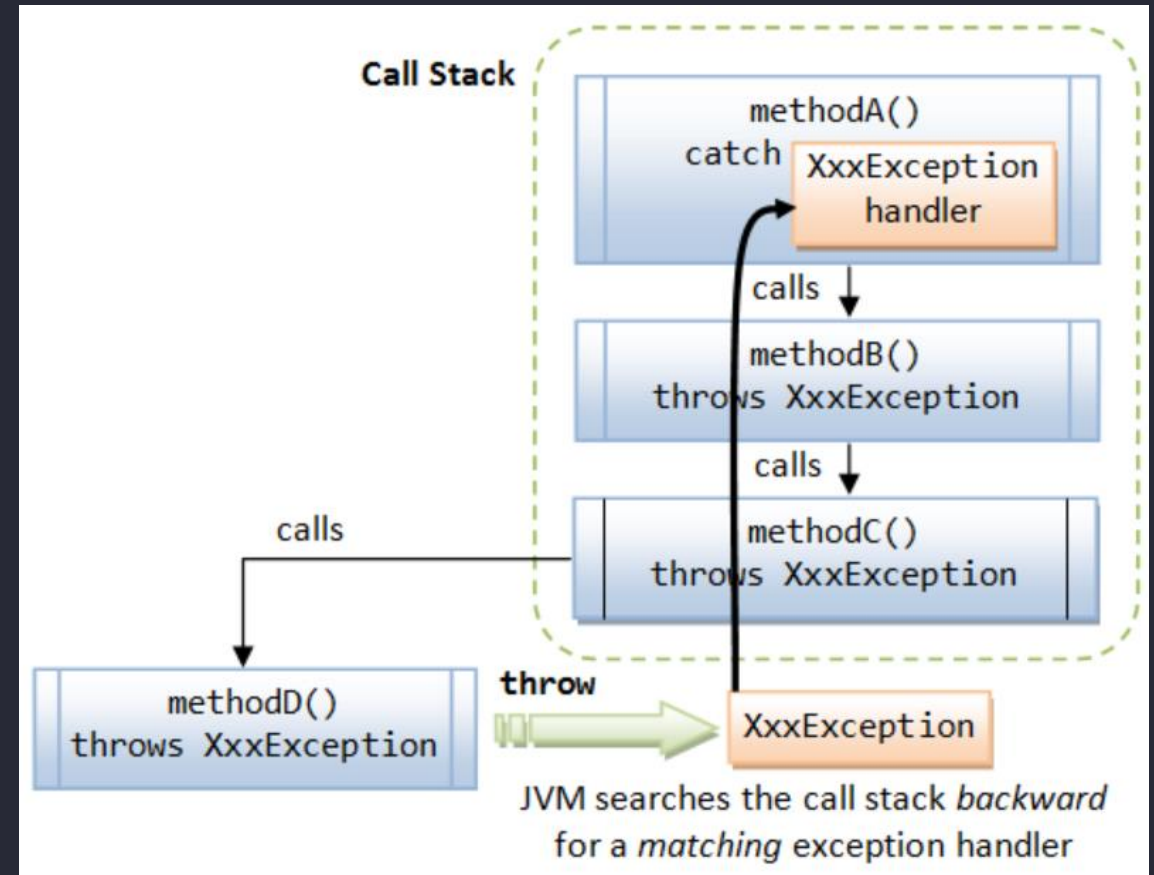 Call Stack
methodA()
catch
XxxException
handler
calls
methodB()
throws XxxException
calls
methodC()
throws XxxException
calls
methodD()
throws XxxException
throw
XxxException
JVM searches the call stack backward
for a matching exception handler